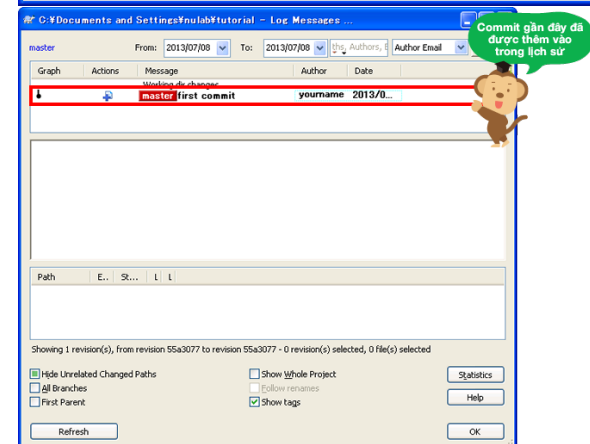 C:¥Documents and Settings¥nulab¥tutorial - Log Messages ...
Commit gần đây đã
được thêm vào
trong lịch sử
master From: 2013/07/08 To: 2013/07/08 Authors, Author Email
Graph Actions Message Author Date
Working dir changes
master first commit yourname 2013/0...
Path E.. St... L L
Showing 1 revision(s), from revision 55a3077 to revision 55a3077 - 0 revision(s) selected, 0 file(s) selected
Hide Unrelated Changed Paths Show Whole Project Statistics
All Branches Follow renames
First Parent Show tags Help
Refresh OK